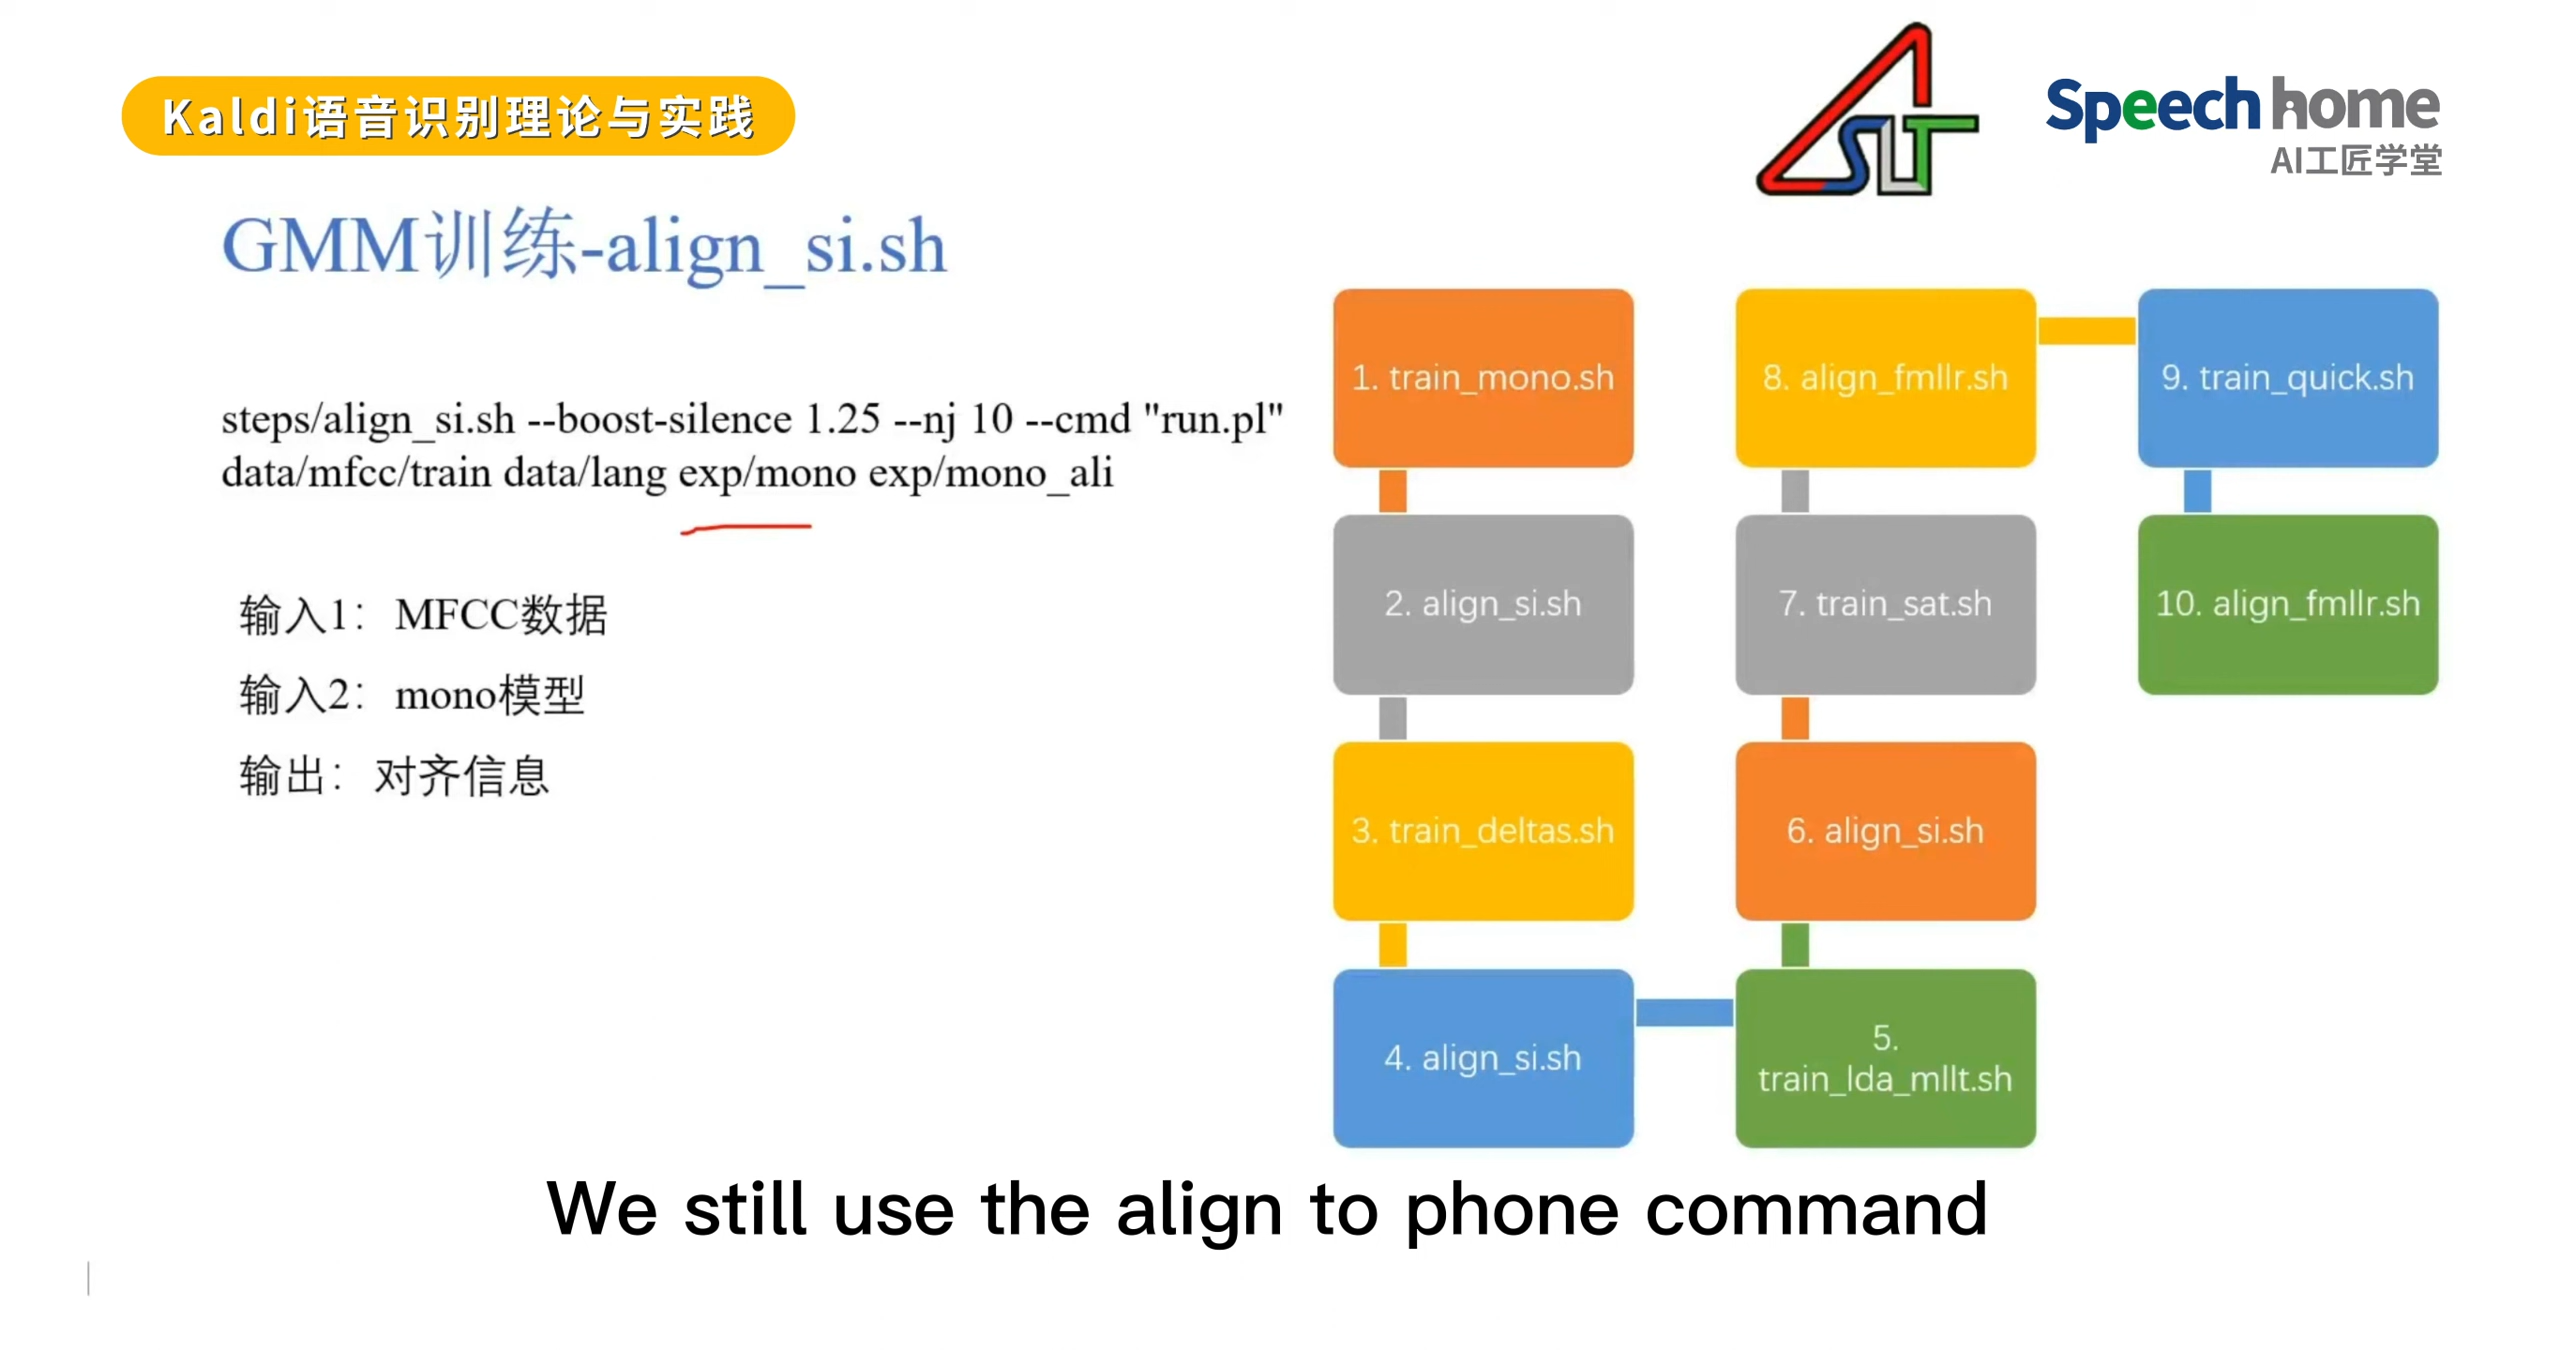 Kaldi语音识别理论与实践
ASLT
Speechhome
AI工匠学堂
GMM训练-align_si.sh
steps/align_si.sh --boost-silence 1.25 --nj 10 --cmd "run.pl"
data/mfcc/train data/lang exp/mono exp/mono_ali
输入1：MFCC数据
输入2：mono模型
输出：对齐信息
1. train_mono.sh
2. align_si.sh
3. train_deltas.sh
4. align_si.sh
5.
train_lda_mllt.sh
6. align_si.sh
7. train_sat.sh
8. align_fmllr.sh
9. train_quick.sh
10. align_fmllr.sh
We still use the align to phone command